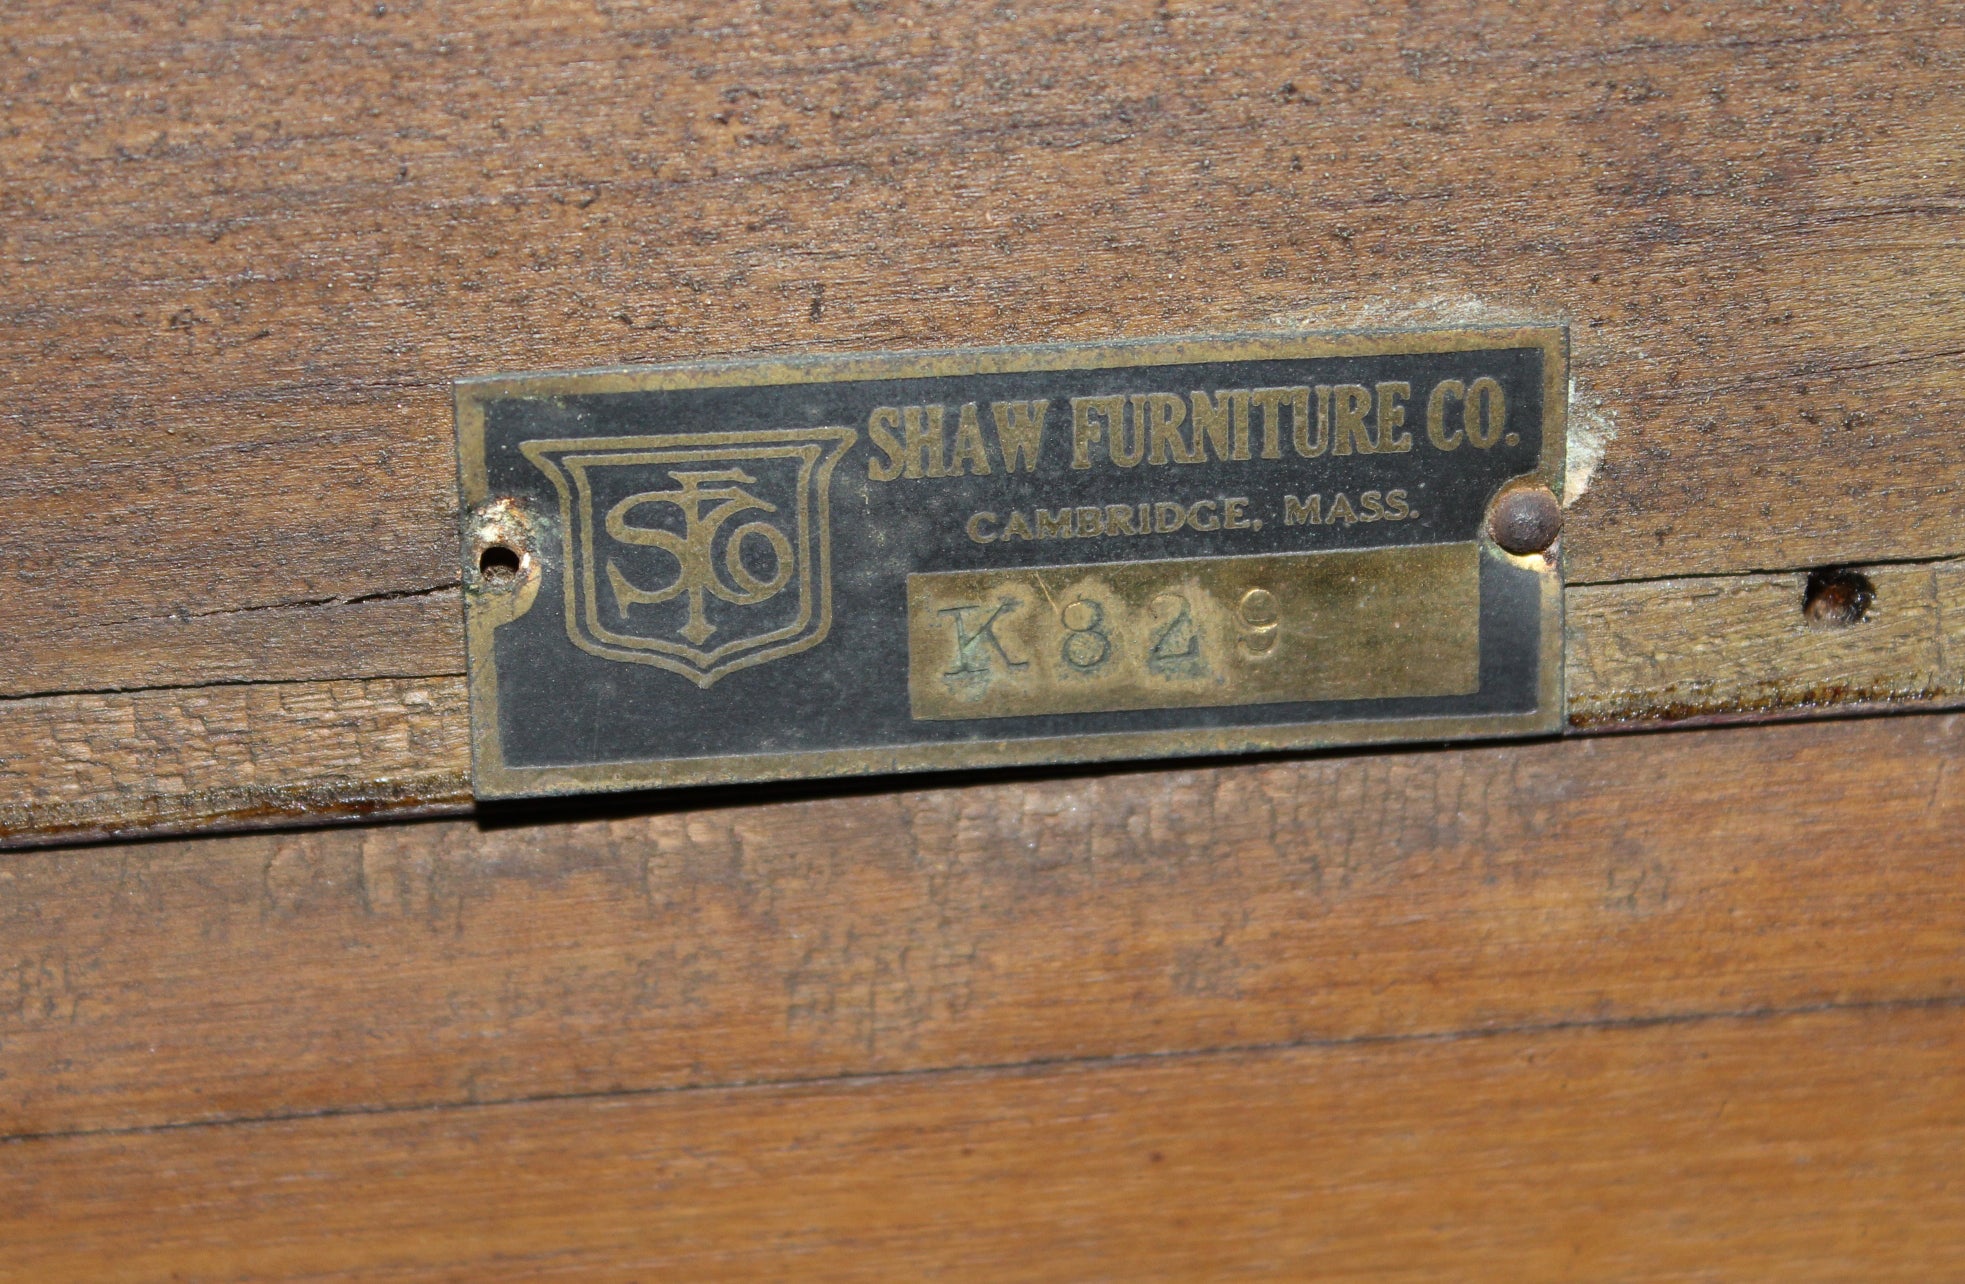 SHAW FURNITURE CO.
CAMBRIDGE, MASS.
SFCo
K829